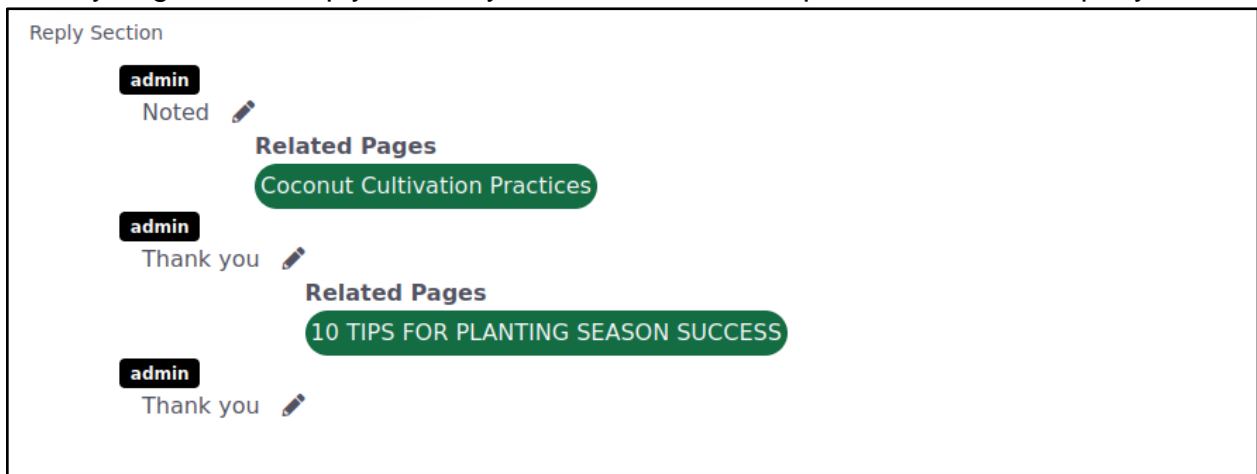 Reply Section
admin
Noted
Related Pages
Coconut Cultivation Practices
admin
Thank you
Related Pages
10 TIPS FOR PLANTING SEASON SUCCESS
admin
Thank you